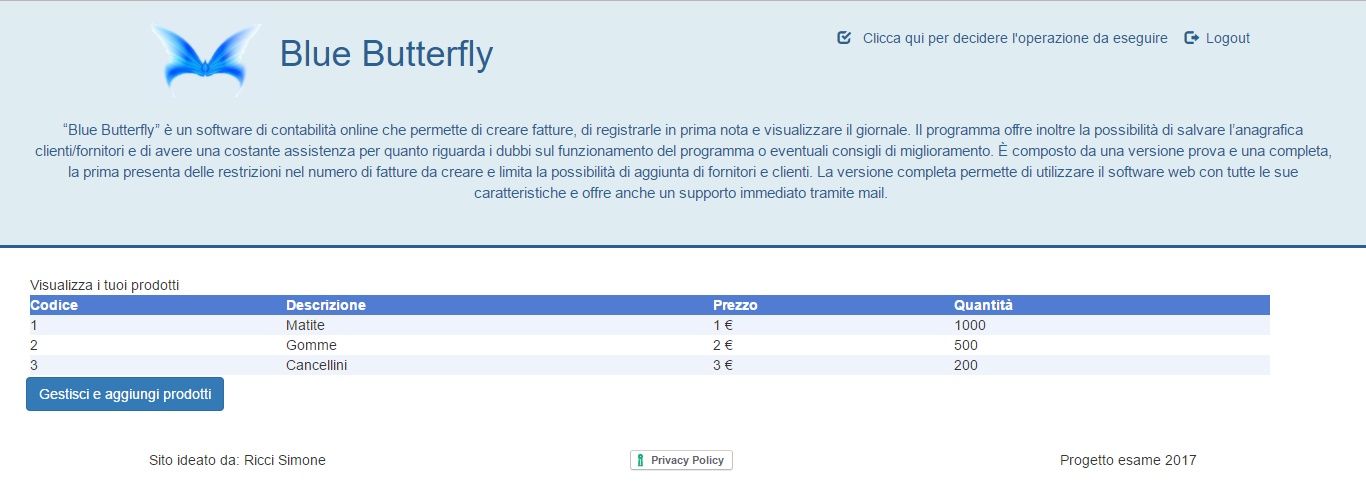 Blue Butterfly
Clicca qui per decidere l'operazione da eseguire Logout
“Blue Butterfly” è un software di contabilità online che permette di creare fatture, di registrarle in prima nota e visualizzare il giornale. Il programma offre inoltre la possibilità di salvare l’anagrafica
clienti/fornitori e di avere una costante assistenza per quanto riguarda i dubbi sul funzionamento del programma o eventuali consigli di miglioramento. È composto da una versione prova e una completa,
la prima presenta delle restrizioni nel numero di fatture da creare e limita la possibilità di aggiunta di fornitori e clienti. La versione completa permette di utilizzare il software web con tutte le sue
caratteristiche e offre anche un supporto immediato tramite mail.
Visualizza i tuoi prodotti
Codice Descrizione Prezzo Quantità
1 Matite 1 € 1000
2 Gomme 2 € 500
3 Cancellini 3 € 200
Gestisci e aggiungi prodotti
Sito ideato da: Ricci Simone Privacy Policy Progetto esame 2017